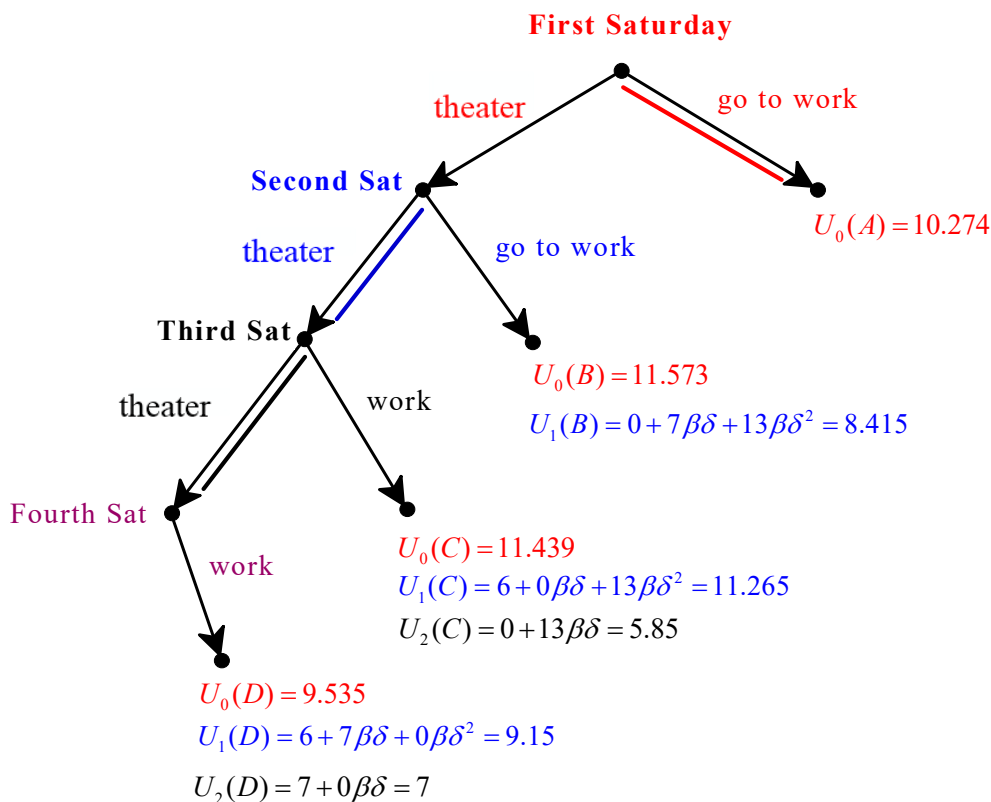 First Saturday
theater
go to work
Second Sat
U₀(A) = 10.274
theater
go to work
Third Sat
U₀(B) = 11.573
theater
work
U₁(B) = 0 + 7βδ + 13βδ² = 8.415
Fourth Sat
work
U₀(C) = 11.439
U₁(C) = 6 + 0βδ + 13βδ² = 11.265
U₂(C) = 0 + 13βδ = 5.85
U₀(D) = 9.535
U₁(D) = 6 + 7βδ + 0βδ² = 9.15
U₂(D) = 7 + 0βδ = 7